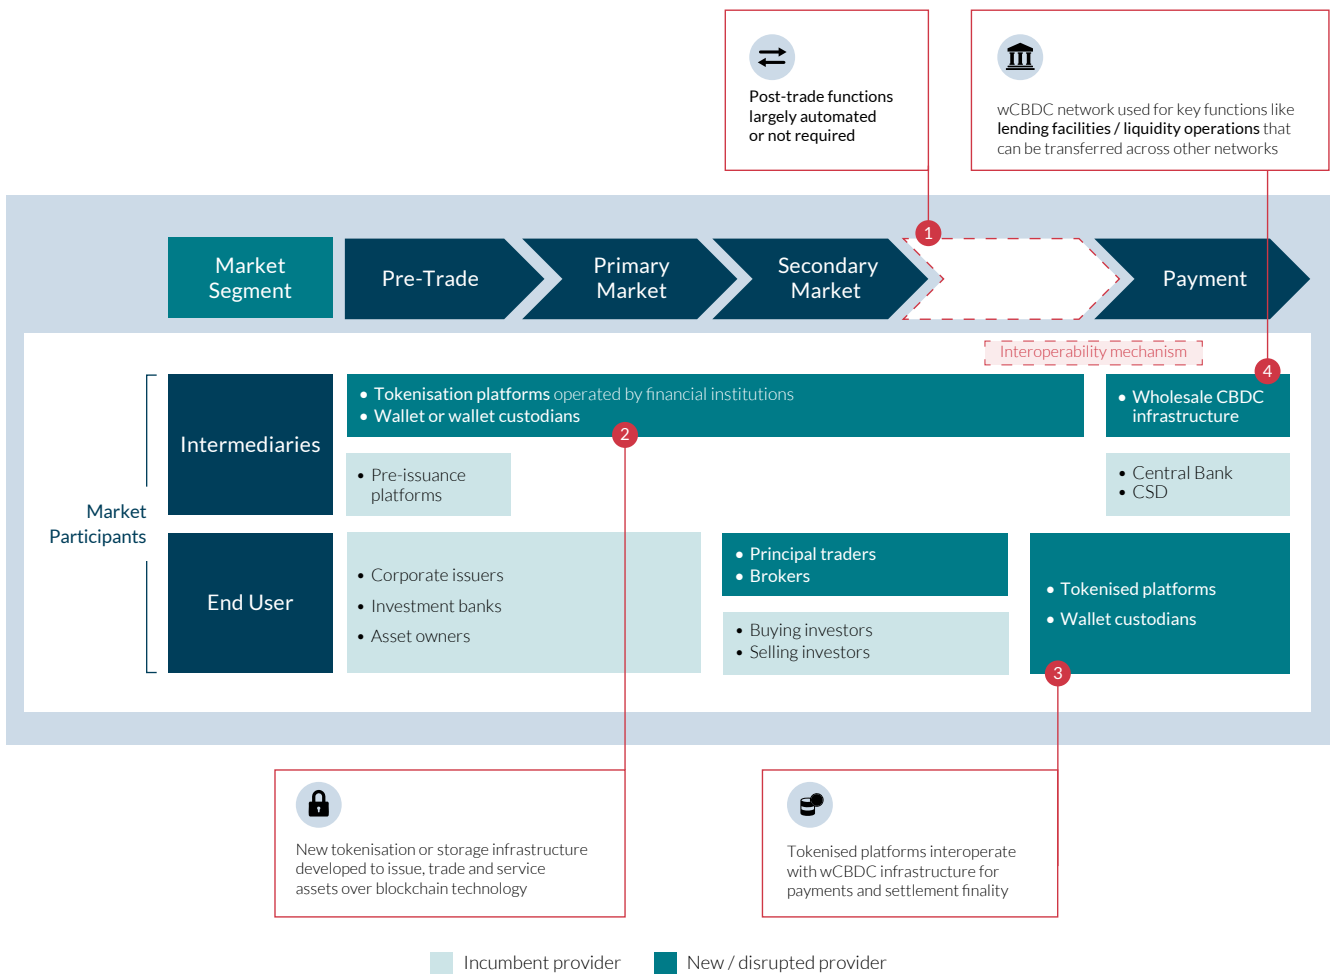 Post-trade functions
largely automated
or not required
wCBDC network used for key functions like
lending facilities / liquidity operations that
can be transferred across other networks
1
Market
Segment
Pre-Trade
Primary
Market
Secondary
Market
Payment
Interoperability mechanism
4
Market
Participants
Intermediaries
• Tokenisation platforms operated by financial institutions
• Wallet or wallet custodians
2
• Wholesale CBDC
infrastructure
• Pre-issuance
platforms
• Central Bank
• CSD
End User
• Corporate issuers
• Investment banks
• Asset owners
• Principal traders
• Brokers
• Buying investors
• Selling investors
• Tokenised platforms
• Wallet custodians
3
New tokenisation or storage infrastructure
developed to issue, trade and service
assets over blockchain technology
Tokenised platforms interoperate
with wCBDC infrastructure for
payments and settlement finality
Incumbent provider
New / disrupted provider